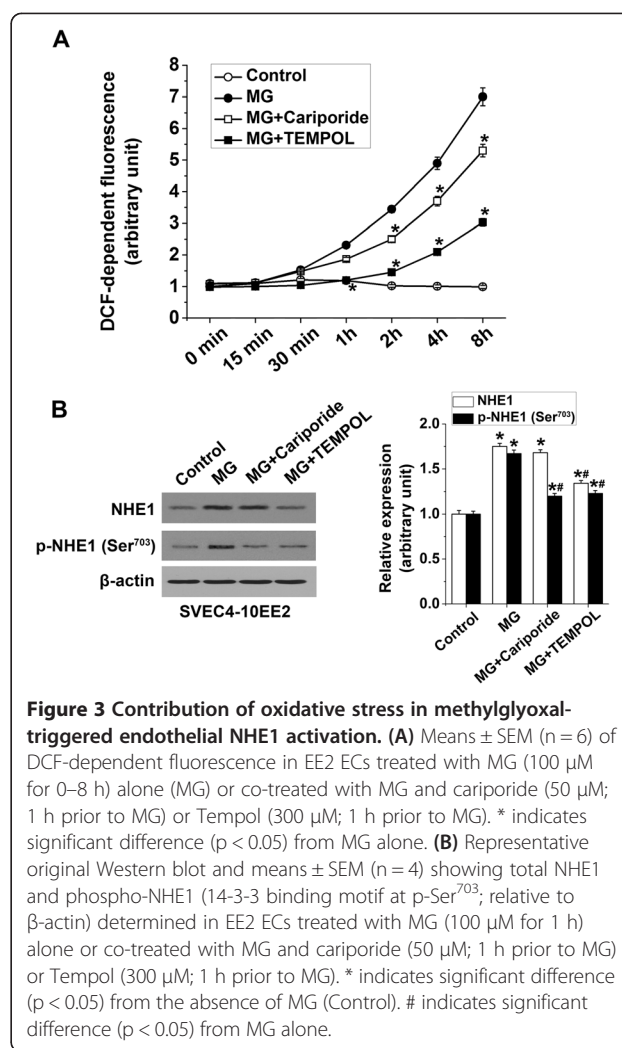 A
Control
MG
MG+Cariporide
MG+TEMPOL
DCF-dependent fluorescence
(arbitrary unit)
8
7
6
5
4
3
2
1
0
*
*
*
*
*
*
*
0 min
15 min
30 min
1h
2h
4h
8h
B
Control
MG
MG+Cariporide
MG+TEMPOL
NHE1
p-NHE1 (Ser⁷⁰³)
β-actin
SVEC4-10EE2
NHE1
p-NHE1 (Ser⁷⁰³)
Relative expression
(arbitrary unit)
2.0
1.5
1.0
0.5
0.0
* * * *# *# *#
Control
MG
MG+Cariporide
MG+TEMPOL
Figure 3 Contribution of oxidative stress in methylglyoxal-
triggered endothelial NHE1 activation. (A) Means ± SEM (n = 6) of
DCF-dependent fluorescence in EE2 ECs treated with MG (100 μM
for 0–8 h) alone (MG) or co-treated with MG and cariporide (50 μM;
1 h prior to MG) or Tempol (300 μM; 1 h prior to MG). * indicates
significant difference (p < 0.05) from MG alone. (B) Representative
original Western blot and means ± SEM (n = 4) showing total NHE1
and phospho-NHE1 (14-3-3 binding motif at p-Ser⁷⁰³; relative to
β-actin) determined in EE2 ECs treated with MG (100 μM for 1 h)
alone or co-treated with MG and cariporide (50 μM; 1 h prior to MG)
or Tempol (300 μM; 1 h prior to MG). * indicates significant difference
(p < 0.05) from the absence of MG (Control). # indicates significant
difference (p < 0.05) from MG alone.